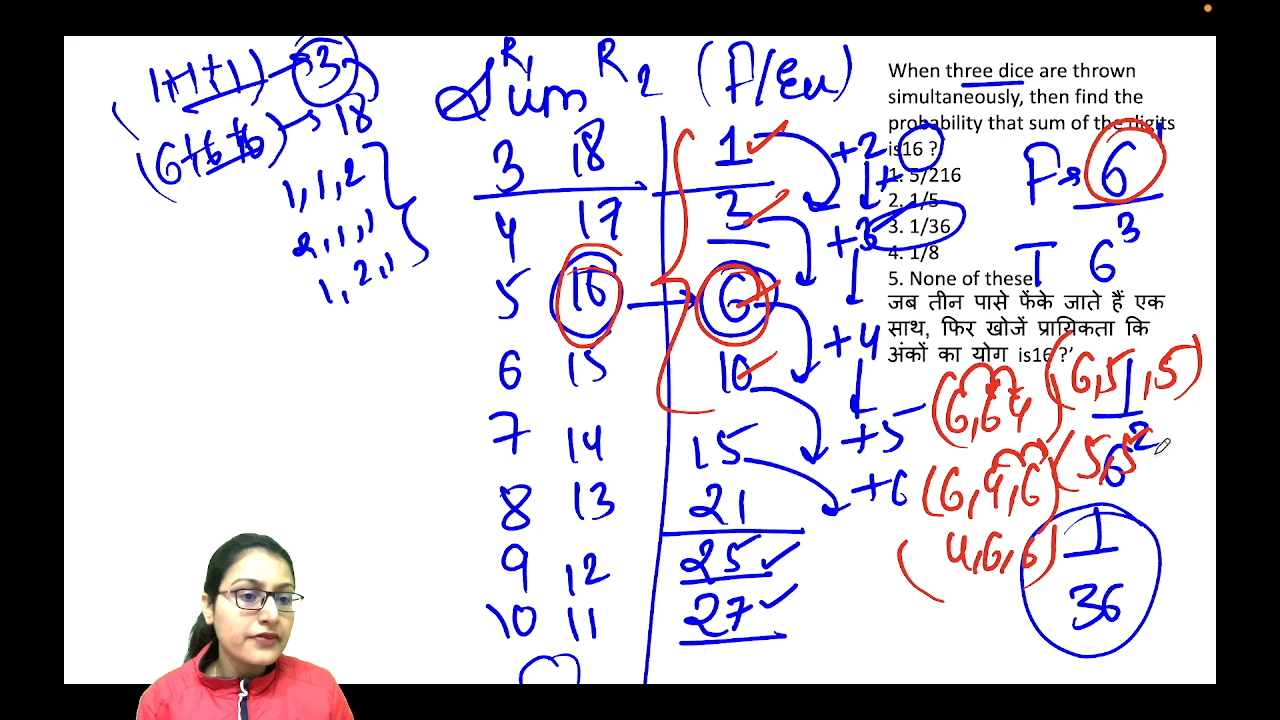 When three dice are thrown
simultaneously, then find the
probability that sum of the digits
is16 ?
1. 5/216
2. 1/5
3. 1/36
4. 1/8
5. None of these
जब तीन पासे फेंके जाते हैं एक
साथ, फिर खोजें प्रायिकता कि
अंकों का योग is16 ?’
(1+1+1) → 3
(6+6+6) → 18
1, 1, 2
2, 1, 1
1, 2, 1
R1 R2
Sum (F/Eu)
3 18 1
4 17 3
5 16 → 6
6 15 10
7 14 15
8 13 21
9 12 25
10 11 27
+2
+3
+4
+5
+6
F → 6
T 6³
1
6²
1
36
(6,6,4)
(6,4,6)
(4,6,6)
(6,5,5)
(5,5